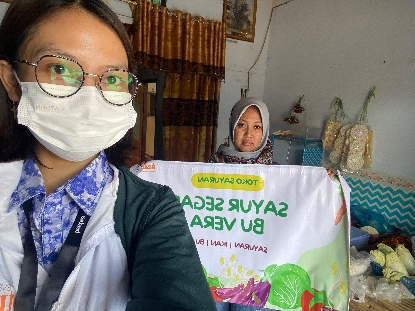 TOKO SAYURAN
SAYUR SEGAR
BU VERA
SAYURAN | IKAN | BU